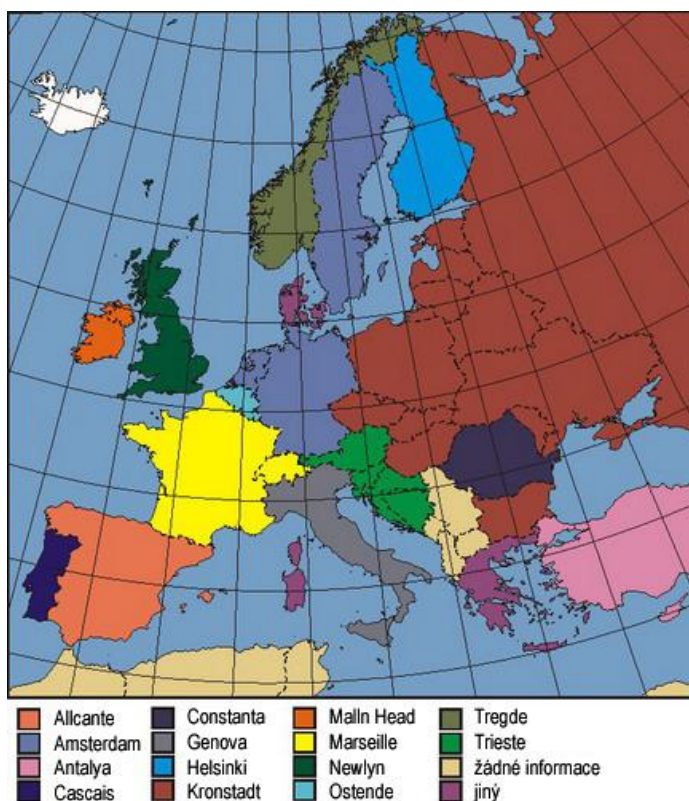 Allcante
Amsterdam
Antalya
Cascais
Constanta
Genova
Helsinki
Kronstadt
Malln Head
Marseille
Newlyn
Ostende
Tregde
Trieste
žádné informace
jiný